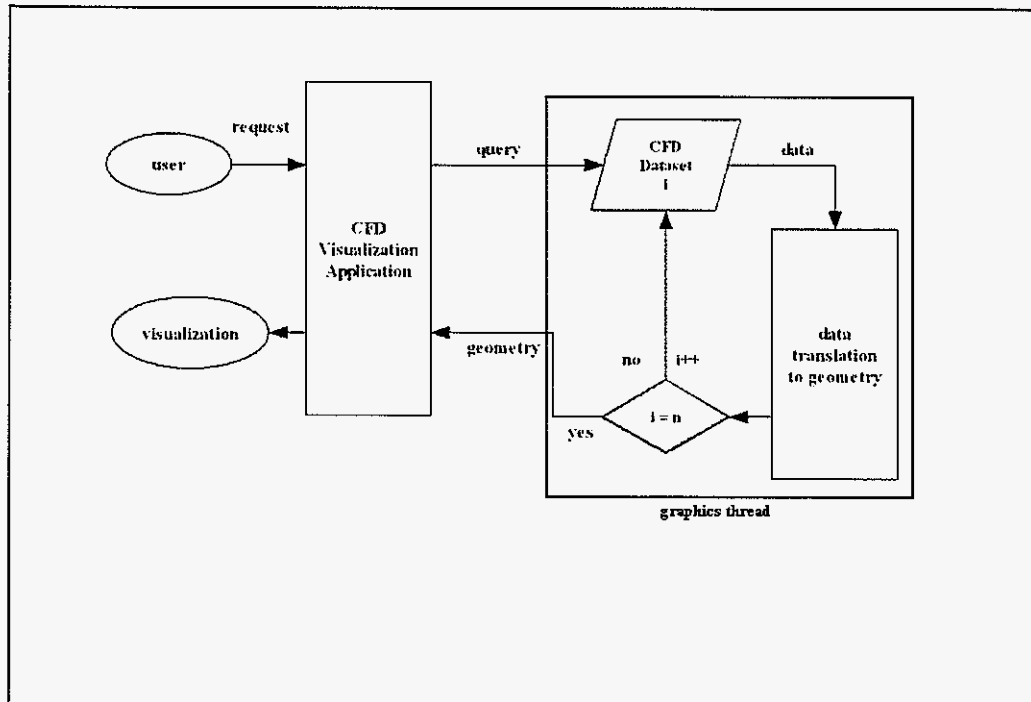 request
user
query
CFD
Dataset
i
data
CFD
Visualization
Application
visualization
geometry
data
translation
to geometry
no
i++
i = n
yes
graphics thread